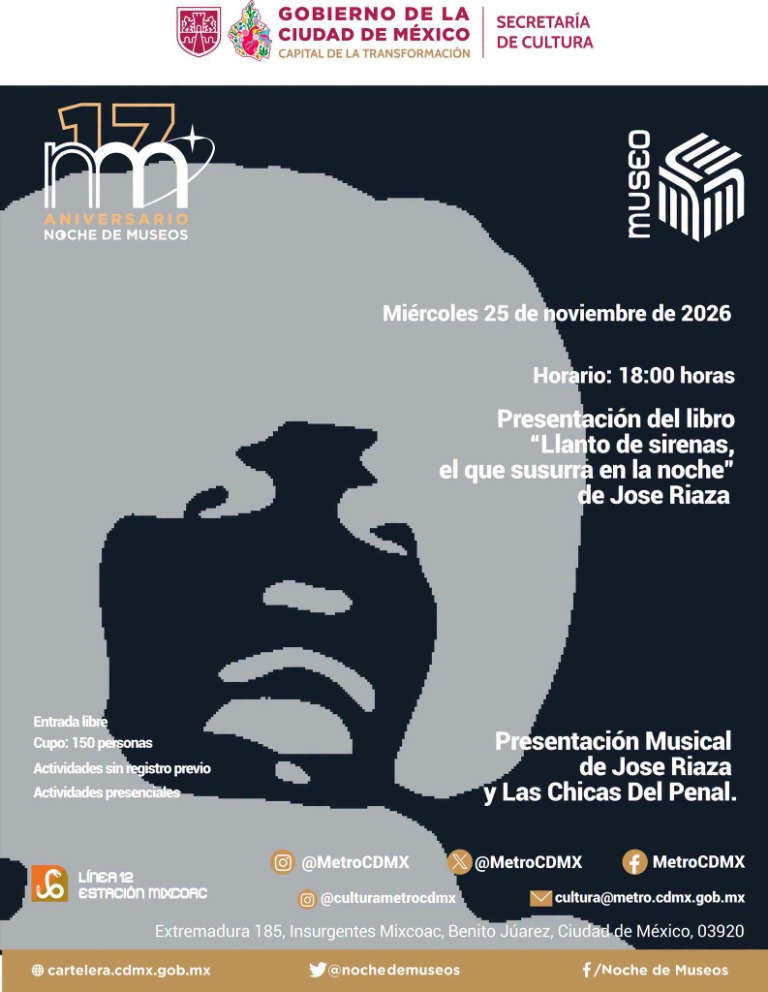 GOBIERNO DE LA
CIUDAD DE MÉXICO
CAPITAL DE LA TRANSFORMACIÓN
SECRETARÍA
DE CULTURA
17
nm
ANIVERSARIO
NOCHE DE MUSEOS
MUSEO
Miércoles 25 de noviembre de 2026
Horario: 18:00 horas
Presentación del libro
“Llanto de sirenas,
el que susurra en la noche”
de Jose Riaza
Entrada libre
Cupo: 150 personas
Actividades sin registro previo
Actividades presenciales
Presentación Musical
de Jose Riaza
y Las Chicas Del Penal.
LÍNEA 12
ESTACIÓN MIXCOAC
@MetroCDMX
@MetroCDMX
MetroCDMX
@culturametrocdmx
cultura@metro.cdmx.gob.mx
Extremadura 185, Insurgentes Mixcoac, Benito Júarez, Ciudad de México, 03920
cartelera.cdmx.gob.mx
@nochedemuseos
/Noche de Museos